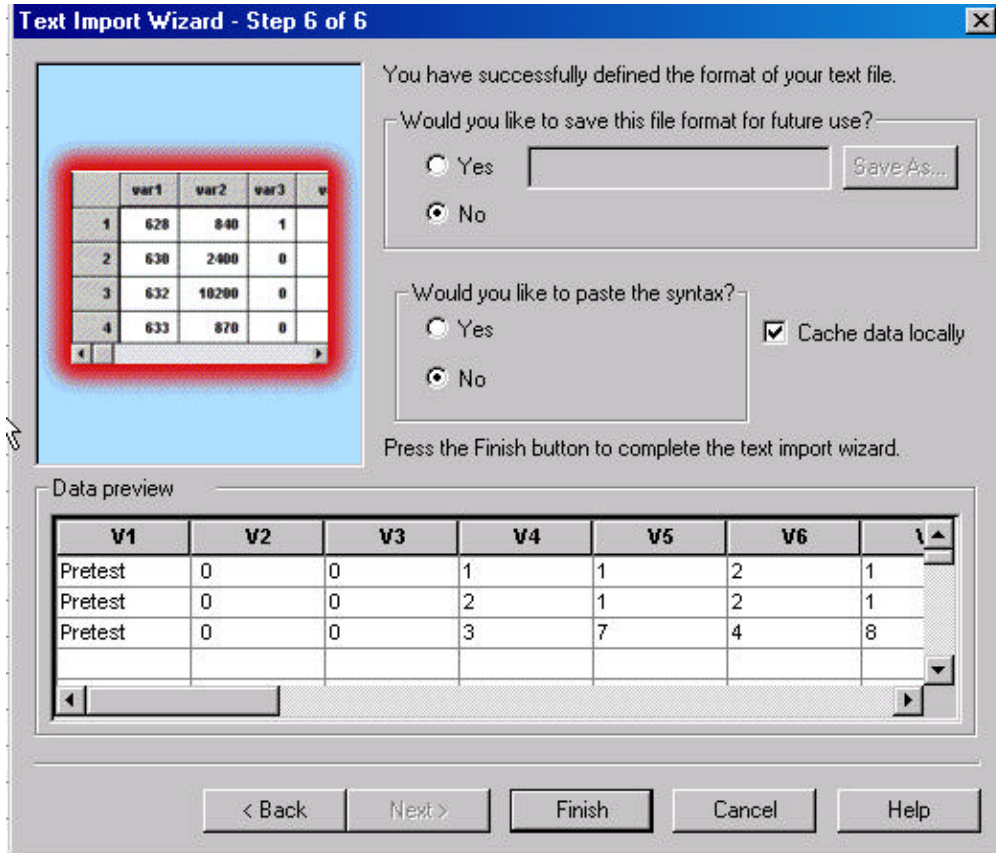 Text Import Wizard - Step 6 of 6
You have successfully defined the format of your text file.
Would you like to save this file format for future use?
Yes
Save As...
No
var1 var2 var3 v
1 628 840 1
2 630 2400 0
3 632 10200 0
4 633 870 0
Would you like to paste the syntax?
Yes
No
Cache data locally
Press the Finish button to complete the text import wizard.
Data preview
V1 V2 V3 V4 V5 V6
Pretest 0 0 1 1 2 1
Pretest 0 0 2 1 2 1
Pretest 0 0 3 7 4 8
< Back Next > Finish Cancel Help